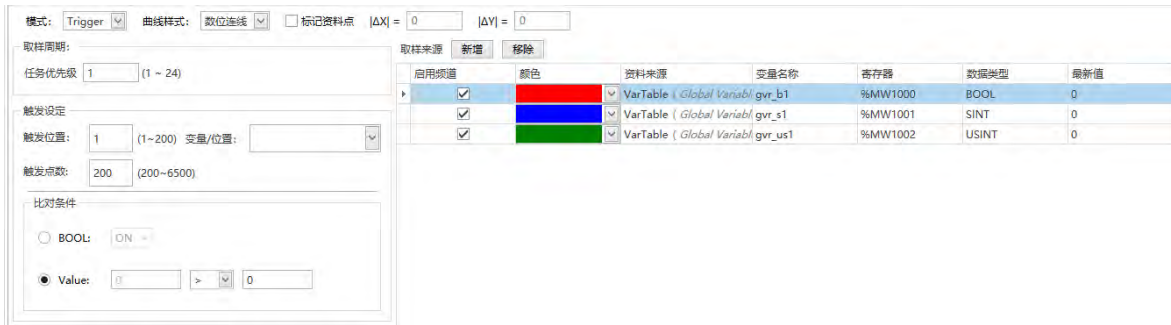 模式: Trigger 曲线样式: 数位连线 标记资料点 |ΔX| = 0 |ΔY| = 0
取样周期:
任务优先级 1 (1 ~ 24)
触发设定
触发位置: 1 (1~200) 变量/位置:
触发点数: 200 (200~6500)
比对条件
BOOL: ON
Value: 0 > 0
取样来源 新增 移除
启用频道 颜色 资料来源 变量名称 寄存器 数据类型 最新值
VarTable ( Global Variabl gvr_b1 %MW1000 BOOL 0
VarTable ( Global Variabl gvr_s1 %MW1001 SINT 0
VarTable ( Global Variabl gvr_us1 %MW1002 USINT 0